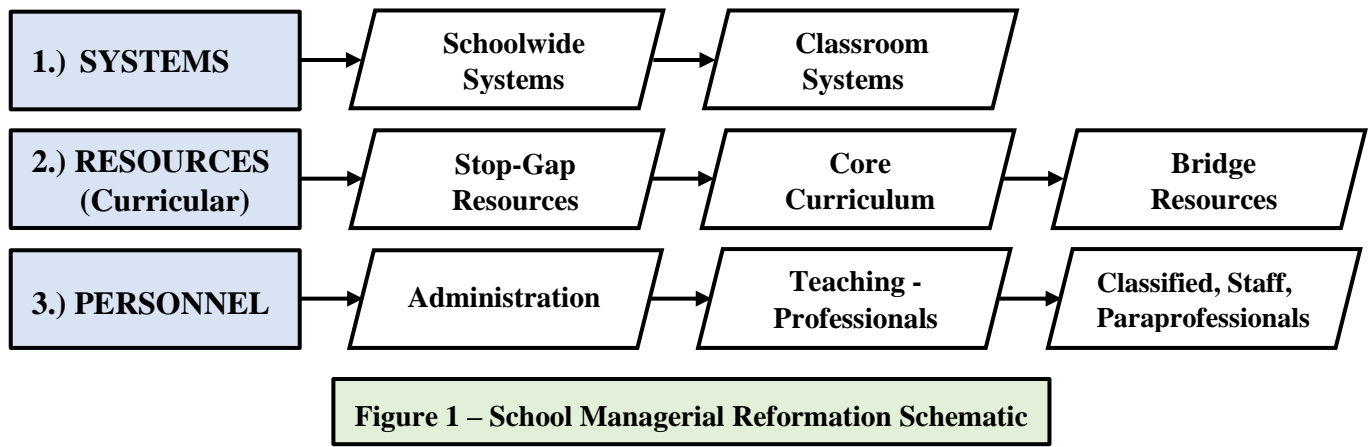 1.) SYSTEMS
Schoolwide
Systems
Classroom
Systems
2.) RESOURCES
(Curricular)
Stop-Gap
Resources
Core
Curriculum
Bridge
Resources
3.) PERSONNEL
Administration
Teaching -
Professionals
Classified, Staff,
Paraprofessionals
Figure 1 – School Managerial Reformation Schematic